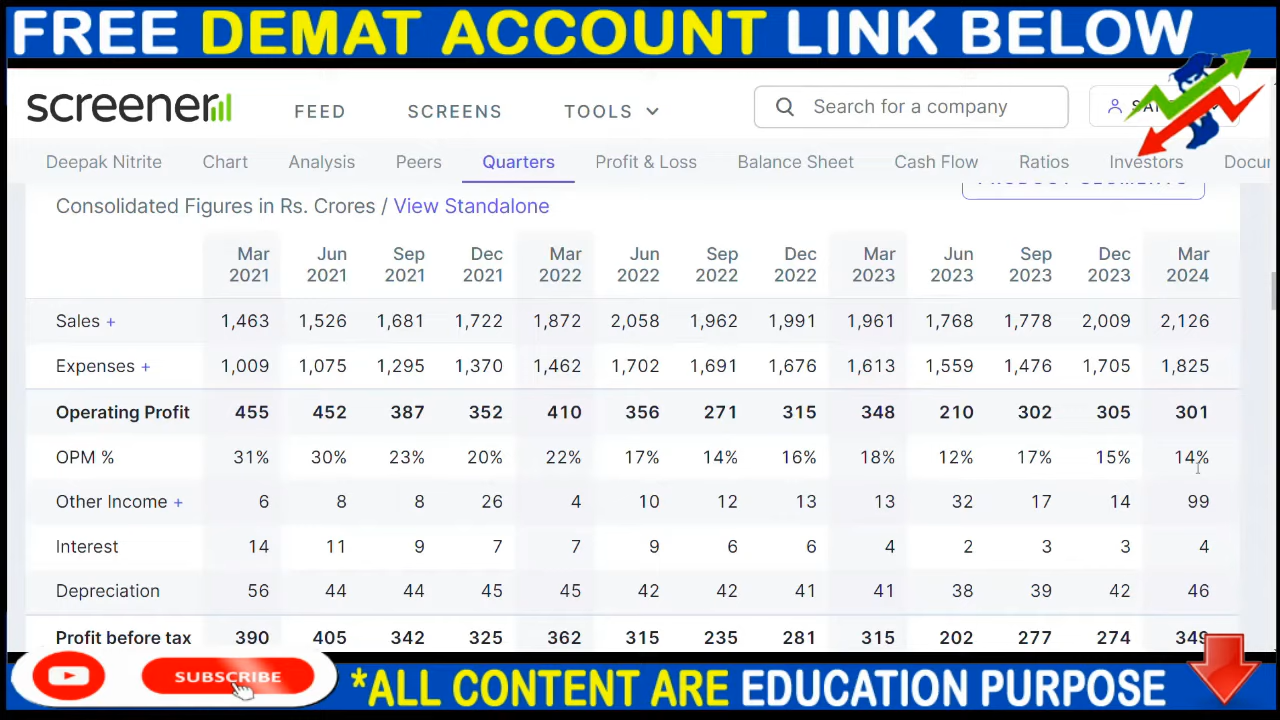 FREE DEMAT ACCOUNT LINK BELOW
screener FEED SCREENS TOOLS Search for a company
Deepak Nitrite Chart Analysis Peers Quarters Profit & Loss Balance Sheet Cash Flow Ratios Investors
PRODUCT SEGMENTS
Consolidated Figures in Rs. Crores / View Standalone
Mar 2021 Jun 2021 Sep 2021 Dec 2021 Mar 2022 Jun 2022 Sep 2022 Dec 2022 Mar 2023 Jun 2023 Sep 2023 Dec 2023 Mar 2024
Sales + 1,463 1,526 1,681 1,722 1,872 2,058 1,962 1,991 1,961 1,768 1,778 2,009 2,126
Expenses + 1,009 1,075 1,295 1,370 1,462 1,702 1,691 1,676 1,613 1,559 1,476 1,705 1,825
Operating Profit 455 452 387 352 410 356 271 315 348 210 302 305 301
OPM % 31% 30% 23% 20% 22% 17% 14% 16% 18% 12% 17% 15% 14%
Other Income + 6 8 8 26 4 10 12 13 13 32 17 14 99
Interest 14 11 9 7 7 9 6 6 4 2 3 3 4
Depreciation 56 44 44 45 45 42 42 41 41 38 39 42 46
Profit before tax 390 405 342 325 362 315 235 281 315 202 277 274 349
SUBSCRIBE
*ALL CONTENT ARE EDUCATION PURPOSE